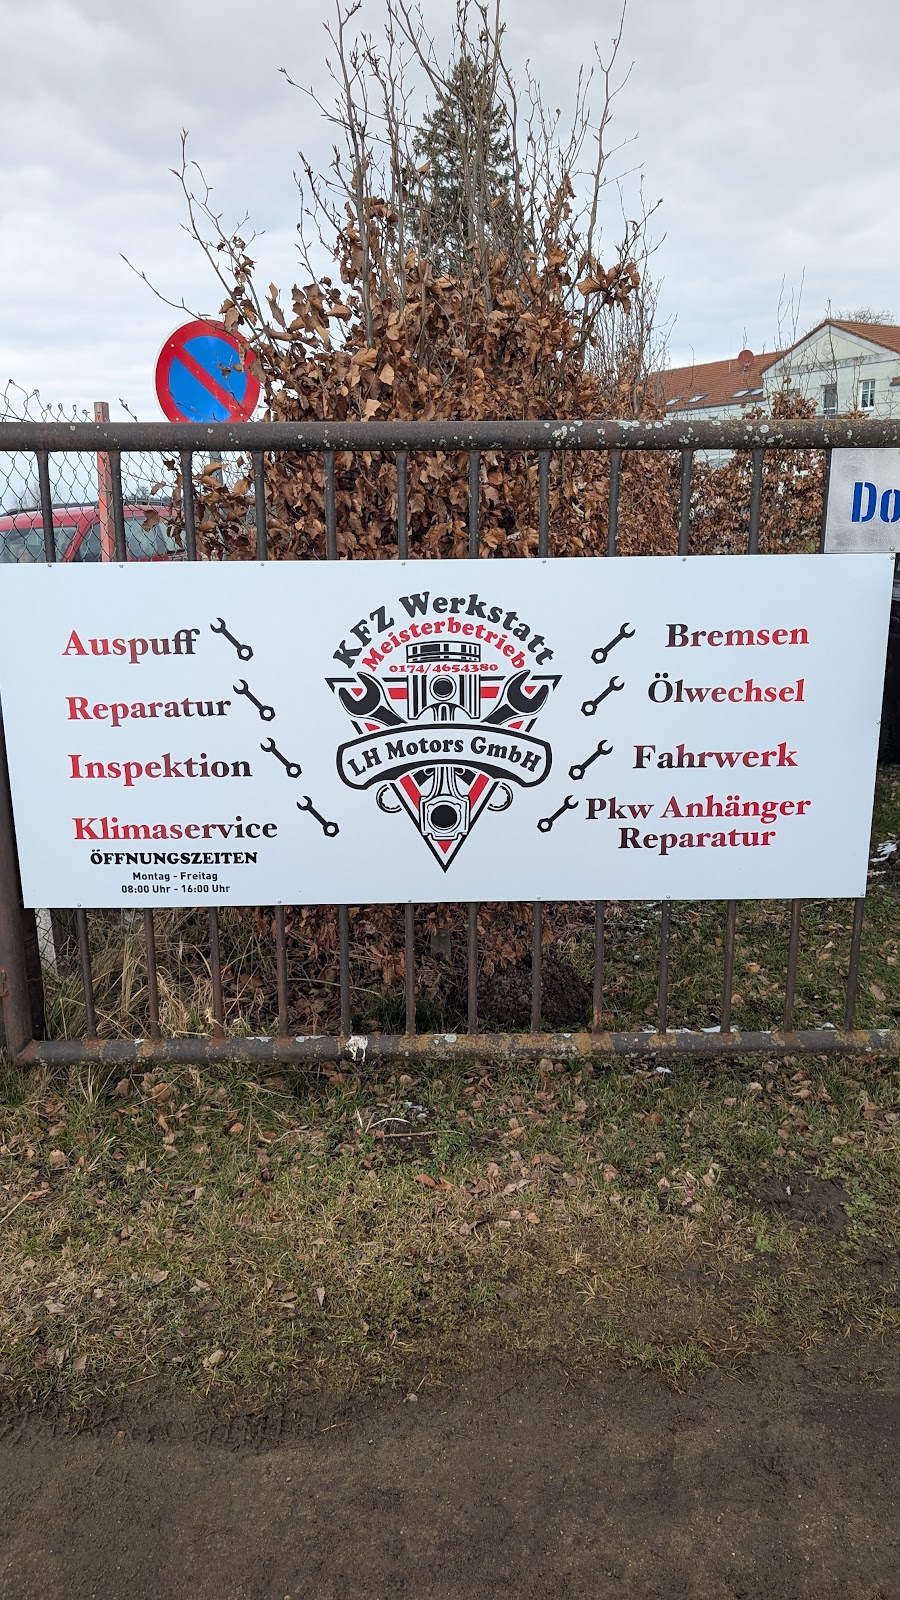 KFZ Werkstatt
Meisterbetrieb
0174/4654380
LH Motors GmbH
Auspuff
Reparatur
Inspektion
Klimaservice
ÖFFNUNGSZEITEN
Montag - Freitag
08:00 Uhr - 16:00 Uhr
Bremsen
Ölwechsel
Fahrwerk
Pkw Anhänger
Reparatur
Do